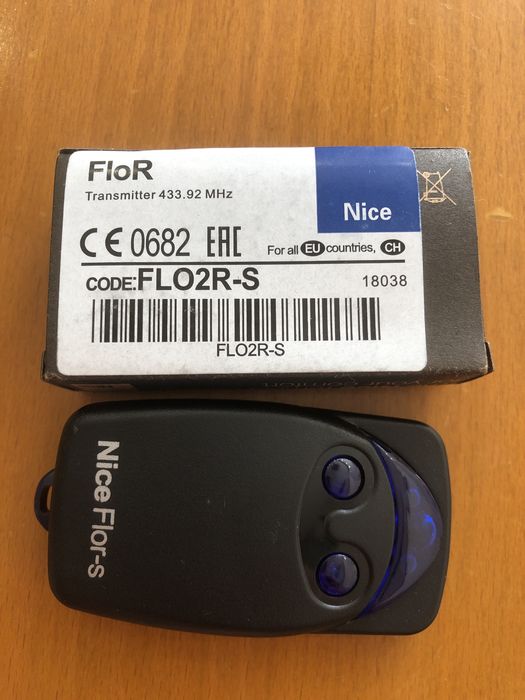 FloR
Transmitter 433.92 MHz
Nice
CE 0682 EAC For all EU countries, CH
CODE:FLO2R-S 18038
FLO2R-S
Nice Flor-s